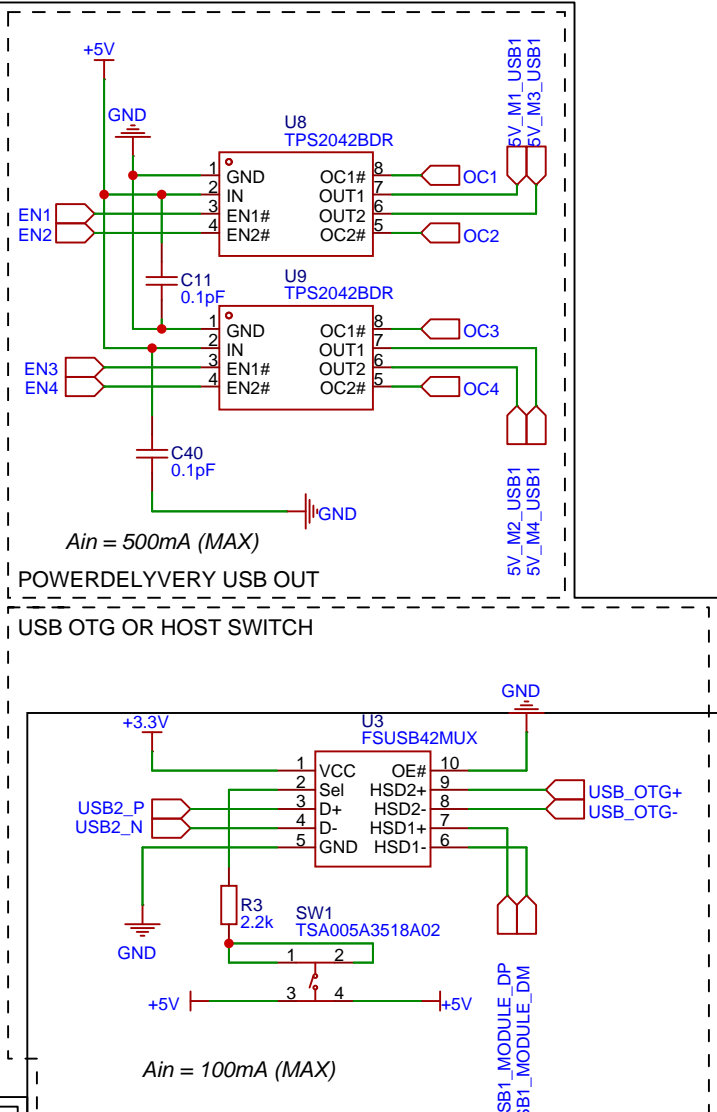 +5V
GND
U8
TPS2042BDR
1 GND OC1# 8 OC1
2 IN OUT1 7
EN1 3 EN1# OUT2 6
EN2 4 EN2# OC2# 5 OC2
5V_M1_USB1
5V_M3_USB1
C11
0.1pF
U9
TPS2042BDR
1 GND OC1# 8 OC3
2 IN OUT1 7
EN3 3 EN1# OUT2 6
EN4 4 EN2# OC2# 5 OC4
C40
0.1pF
GND
5V_M2_USB1
5V_M4_USB1
Ain = 500mA (MAX)
POWERDELYVERY USB OUT
USB OTG OR HOST SWITCH
GND
+3.3V
U3
FSUSB42MUX
1 VCC OE# 10
2 Sel HSD2+ 9 USB_OTG+
USB2_P 3 D+ HSD2- 8 USB_OTG-
USB2_N 4 D- HSD1+ 7
5 GND HSD1- 6
GND
R3
2.2k
SW1
TSA005A3518A02
1 2
+5V 3 4 +5V
SB1_MODULE_DP
SB1_MODULE_DM
Ain = 100mA (MAX)